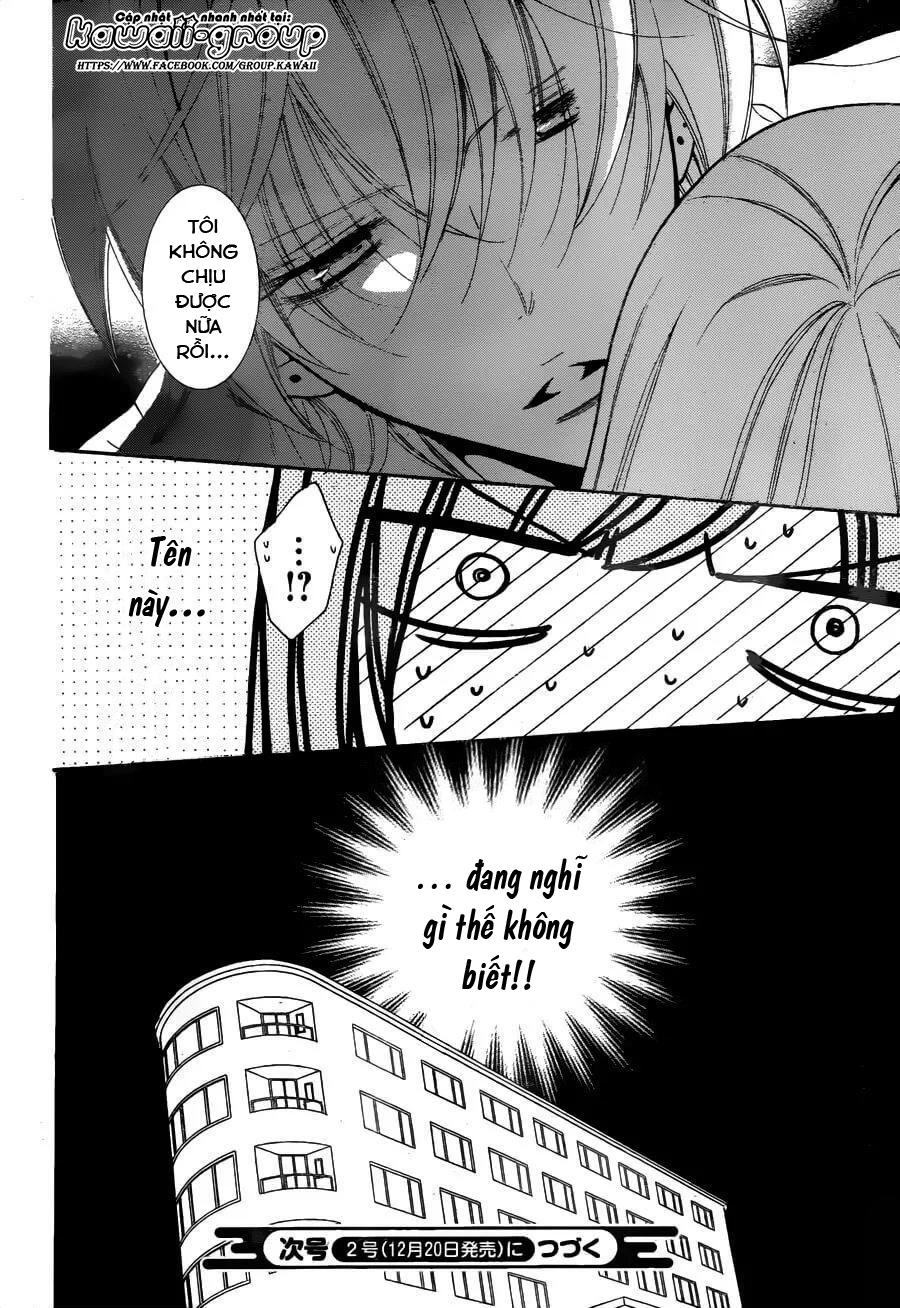 Cập nhật nhanh nhất tại:
kawaii-group
HTTPS://WWW.FACEBOOK.COM/GROUP.KAWAII
TÔI
KHÔNG
CHỊU
ĐƯỢC
NỮA
RỒI...
...!?
Tên
này...
... đang nghĩ
gì thế không
biết!!
次号 2号(12月20日発売)に つづく